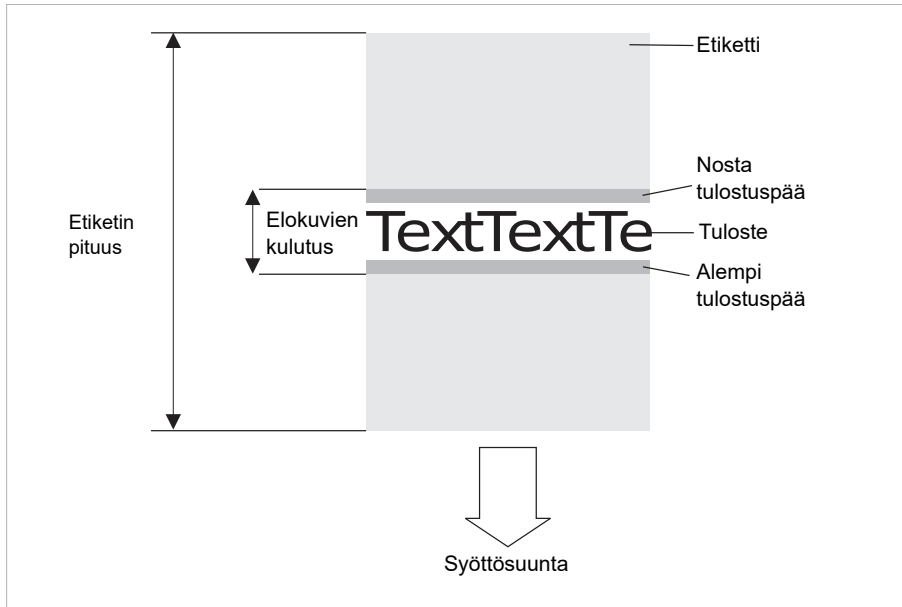 Etiketti
Nosta
tulostuspää
Etiketin
pituus
Elokuvien
kulutus
TextTextTe
Tuloste
Alempi
tulostuspää
Syöttösuunta